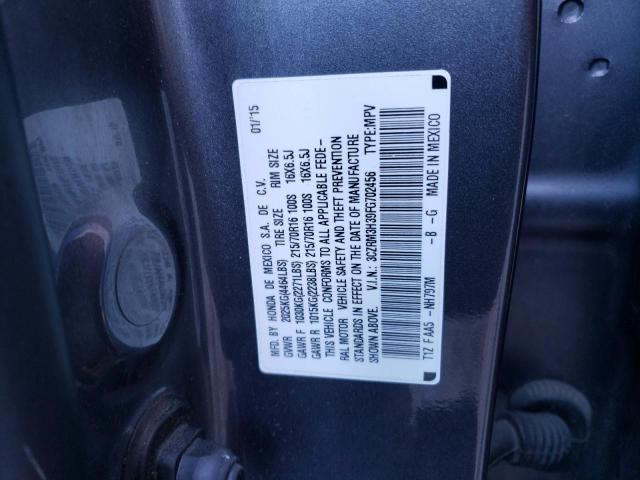 MFD. BY HONDA DE MEXICO S.A. DE C.V. 01/'15
GVWR 2025KG(4464LBS) TIRE SIZE RIM SIZE
GAWR F 1030KG(2271LBS) 215/70R16 100S 16X6.5J
GAWR R 1015KG(2238LBS) 215/70R16 100S 16X6.5J
THIS VEHICLE CONFORMS TO ALL APPLICABLE FEDE-
RAL MOTOR VEHICLE SAFETY AND THEFT PREVENTION
STANDARDS IN EFFECT ON THE DATE OF MANUFACTURE
SHOWN ABOVE. V.I.N.: 3CZRM3H39FG702456 TYPE:MPV
T1Z F AA5 -NH797M -B -G MADE IN MEXICO